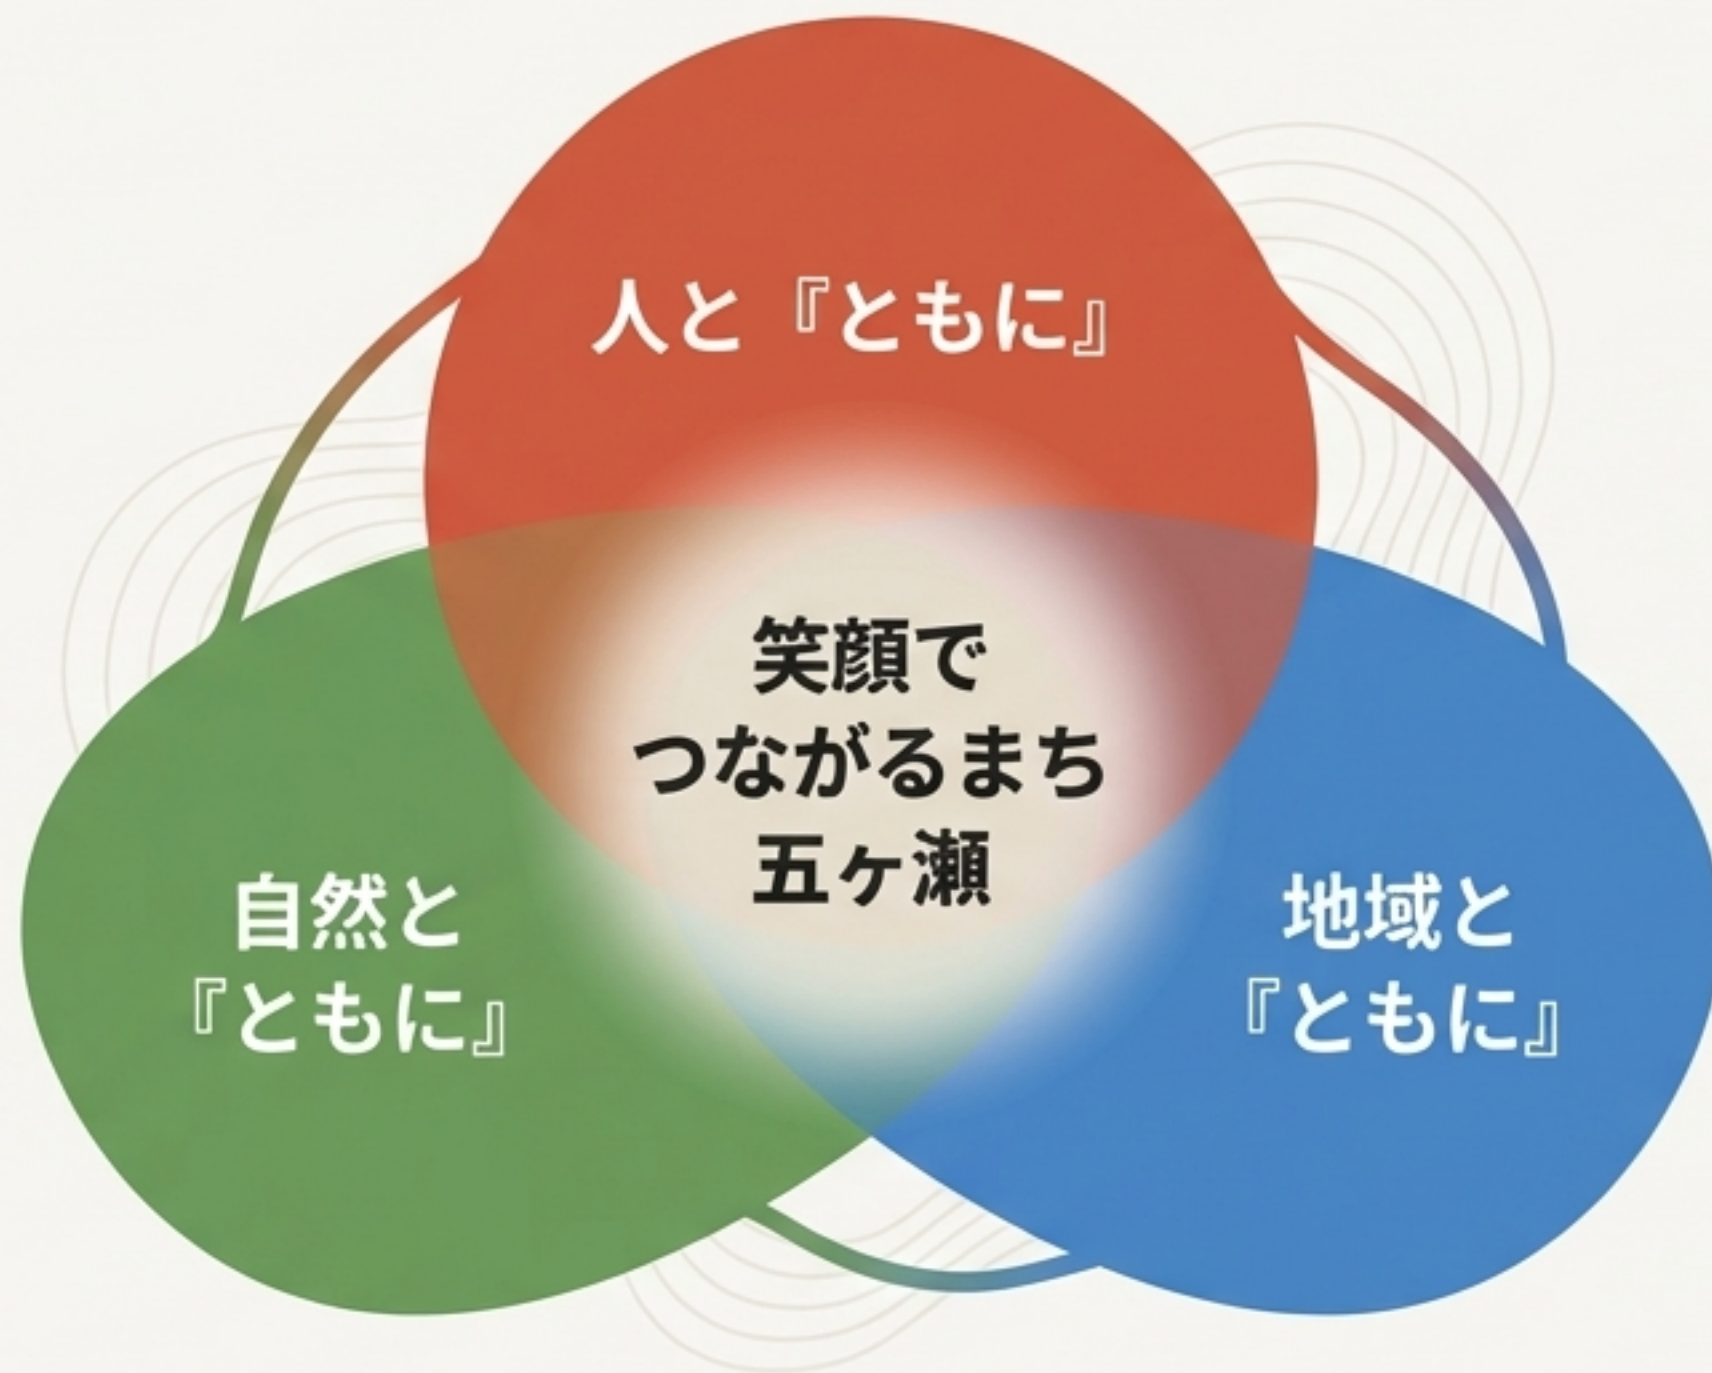 人と『ともに』
笑顔で
つながるまち
五ヶ瀬
自然と
『ともに』
地域と
『ともに』